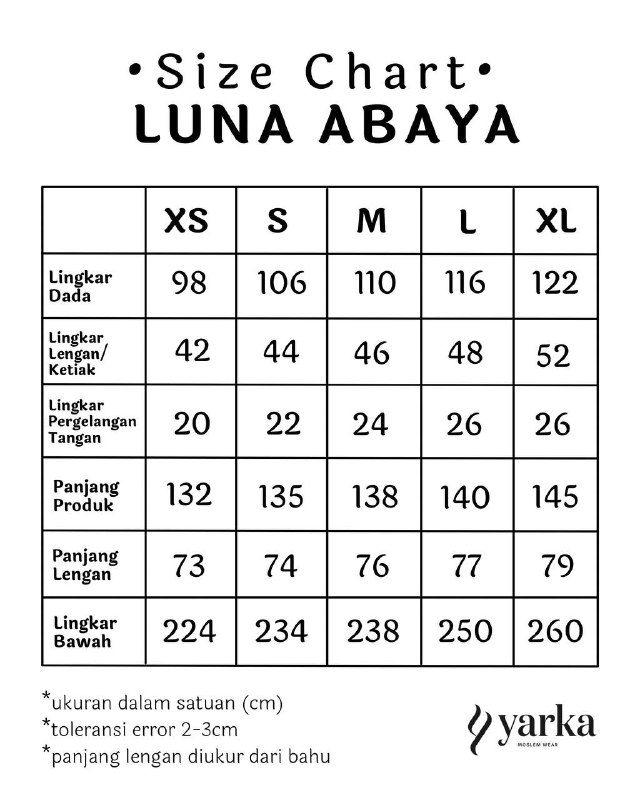 •Size Chart•
LUNA ABAYA
XS S M L XL
Lingkar
Dada
98 106 110 116 122
Lingkar
Lengan/
Ketiak
42 44 46 48 52
Lingkar
Pergelangan
Tangan
20 22 24 26 26
Panjang
Produk
132 135 138 140 145
Panjang
Lengan
73 74 76 77 79
Lingkar
Bawah
224 234 238 250 260
*ukuran dalam satuan (cm)
*toleransi error 2-3cm
*panjang lengan diukur dari bahu
yarka